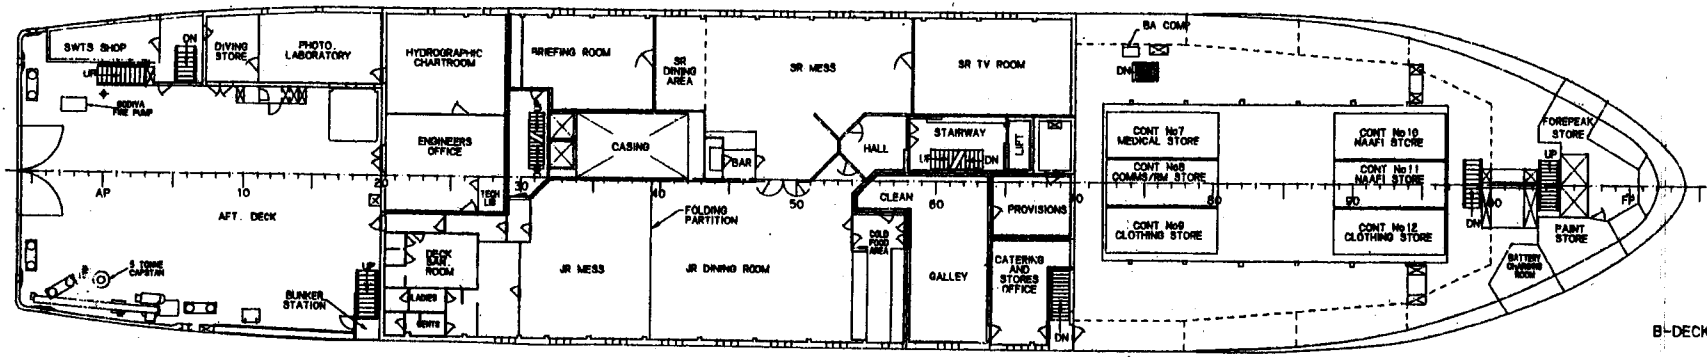 SWTS SHOP
DN
UP
DIVING
STORE
PHOTO.
LABORATORY
GODIVA
FIRE PUMP
AP
10
20
AFT. DECK
5 TONNE
CAPSTAN
BUNKER
STATION
UP
HYDROGRAPHIC
CHARTROOM
ENGINEERS
OFFICE
TECH
LIB
DECK
SAN.
ROOM
LADIES
GENTS
BRIEFING ROOM
SR
DINING
AREA
SR MESS
SR TV ROOM
UP
CASING
BAR
HALL
STAIRWAY
UP
DN
LIFT
30
40
50
60
FOLDING
PARTITION
JR MESS
JR DINING ROOM
CLEAN
COLD
FOOD
AREA
GALLEY
PROVISIONS
CATERING
AND
STORES
OFFICE
DN
BA COMP
DN
CONT No7
MEDICAL STORE
CONT No8
COMMS/RM STORE
CONT No9
CLOTHING STORE
80
90
CONT No10
NAAFI STORE
CONT No11
NAAFI STORE
CONT No12
CLOTHING STORE
DN
UP
FOREPEAK
STORE
FP
PAINT
STORE
BATTERY
CHARGING
ROOM
B-DECK